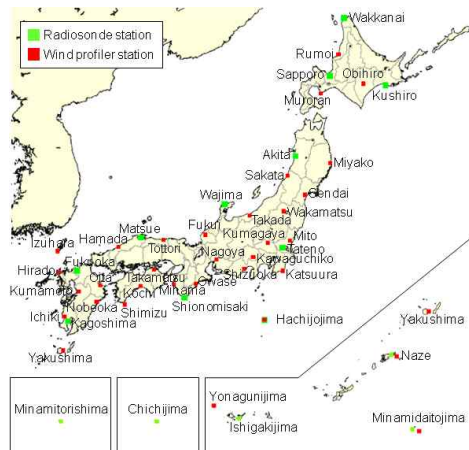 Radiosonde station
Wind profiler station
Wakkanai
Rumoi
Sapporo
Obihiro
Kushiro
Muroran
Akita
Miyako
Sakata
Sendai
Wajima
Wakamatsu
Takada
Fukui
Kumagaya
Mito
Tateno
Matsue
Hamada
Tottori
Izuhara
Fukuoka
Nagoya
Kawaguchiko
Hirado
Oita
Takamatsu
Shizuoka
Katsuura
Kumamoto
Kochi
Mihama
Owase
Nobeoka
Shimizu
Shionomisaki
Ichiki
Kagoshima
Hachijojima
Yakushima
Yakushima
Naze
Minamitorishima
Chichijima
Yonagunijima
Ishigakijima
Minamidaitojima